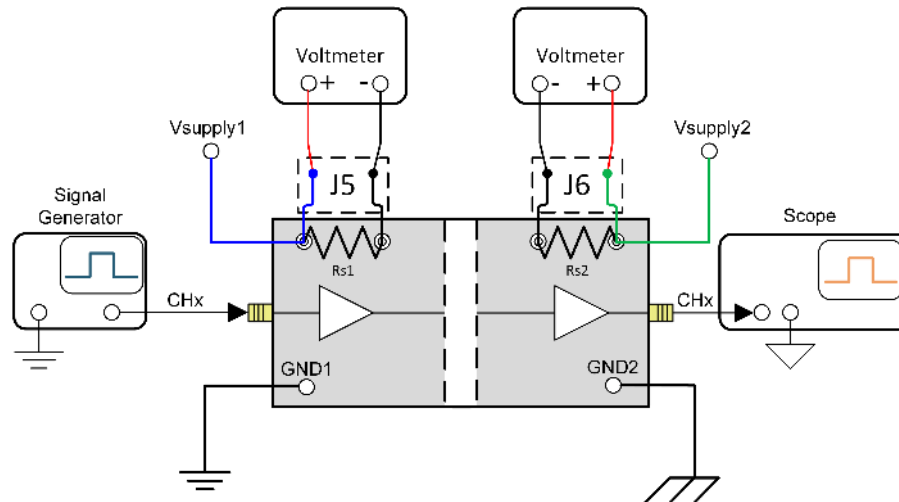 Voltmeter
+ -
Voltmeter
- +
Vsupply1
Vsupply2
J5
J6
Signal
Generator
Scope
Rs1
Rs2
CHx
CHx
GND1
GND2